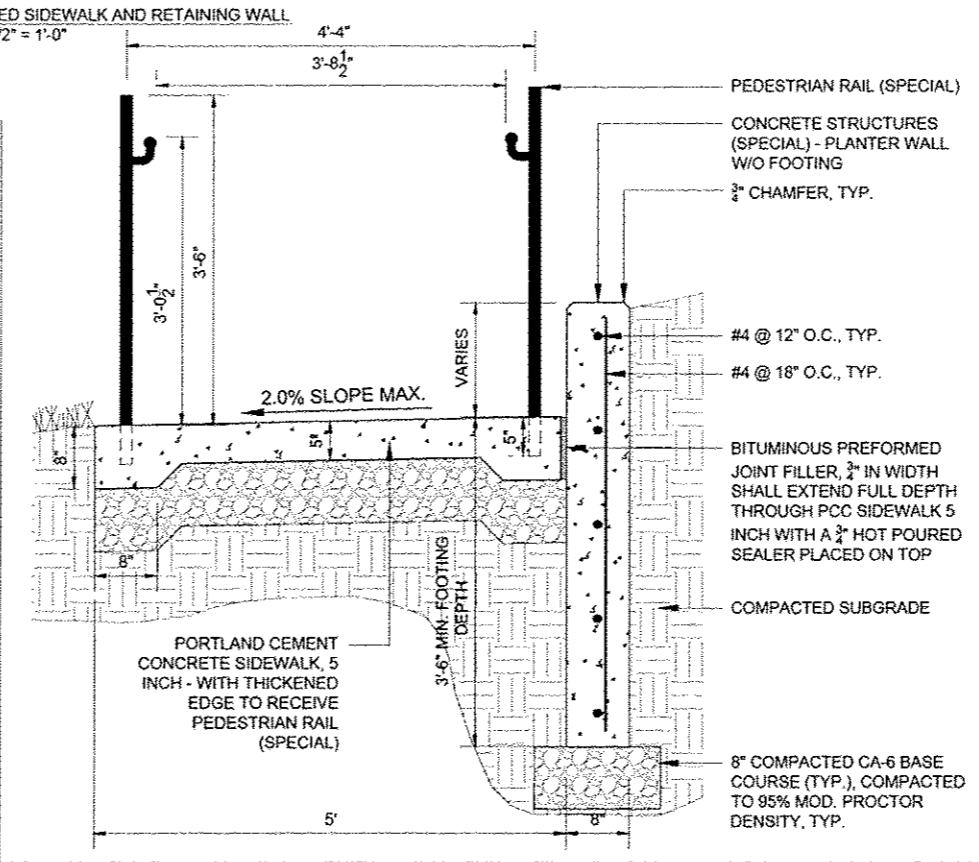 ED SIDEWALK AND RETAINING WALL
/2" = 1'-0"
4'-4"
3'-8 1/2"
PEDESTRIAN RAIL (SPECIAL)
CONCRETE STRUCTURES
(SPECIAL) - PLANTER WALL
W/O FOOTING
3/4" CHAMFER, TYP.
3'-6"
3'-0 1/2"
VARIES
#4 @ 12" O.C., TYP.
#4 @ 18" O.C., TYP.
2.0% SLOPE MAX.
8"
5"
5"
BITUMINOUS PREFORMED
JOINT FILLER, 3/4" IN WIDTH
SHALL EXTEND FULL DEPTH
THROUGH PCC SIDEWALK 5
INCH WITH A 3/4" HOT POURED
SEALER PLACED ON TOP
8"
3'-6" MIN. FOOTING
DEPTH
COMPACTED SUBGRADE
PORTLAND CEMENT
CONCRETE SIDEWALK, 5
INCH - WITH THICKENED
EDGE TO RECEIVE
PEDESTRIAN RAIL
(SPECIAL)
8" COMPACTED CA-6 BASE
COURSE (TYP.), COMPACTED
TO 95% MOD. PROCTOR
DENSITY, TYP.
5'
8"